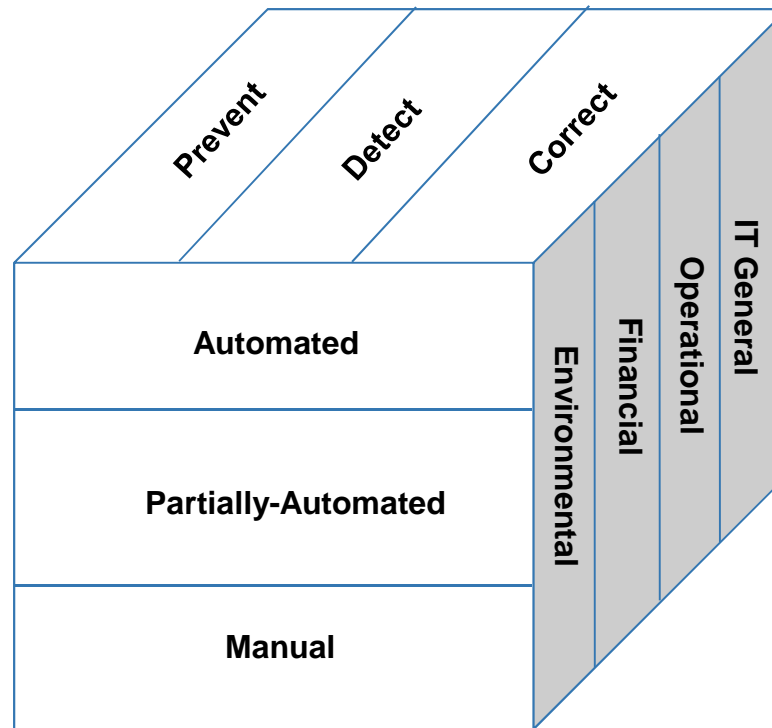 Prevent
Detect
Correct
Automated
Partially-Automated
Manual
Environmental
Financial
Operational
IT General